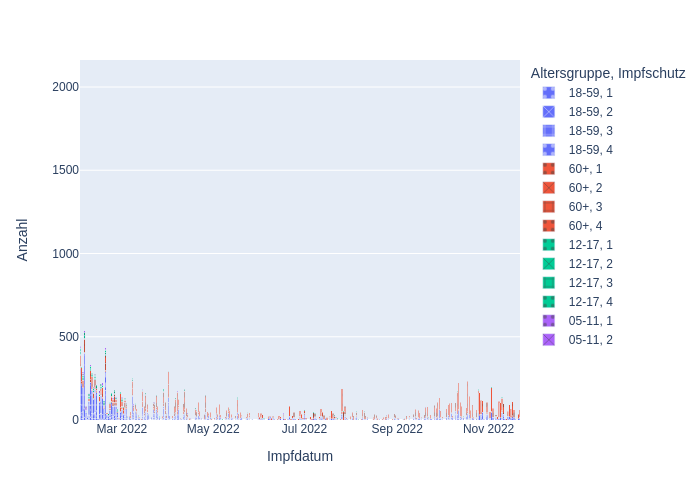 Altersgruppe, Impfschutz
18-59, 1
18-59, 2
18-59, 3
18-59, 4
60+, 1
60+, 2
60+, 3
60+, 4
12-17, 1
12-17, 2
12-17, 3
12-17, 4
05-11, 1
05-11, 2
Anzahl
2000
1500
1000
500
0
Mar 2022
May 2022
Jul 2022
Sep 2022
Nov 2022
Impfdatum